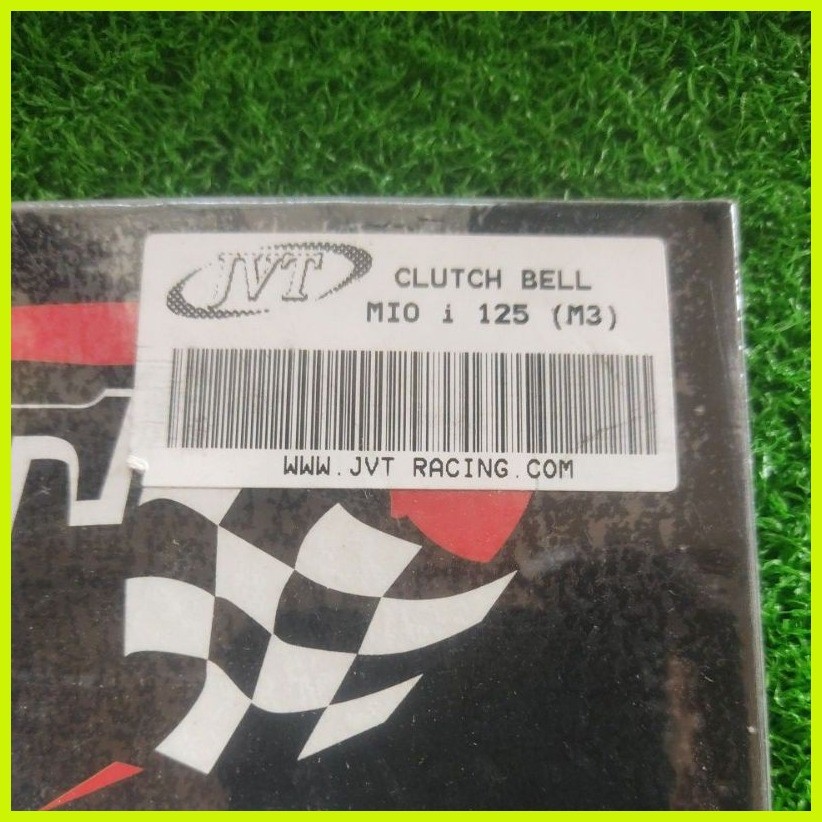 JVT
CLUTCH BELL
MIO i 125 (M3)
WWW.JVT RACING.COM